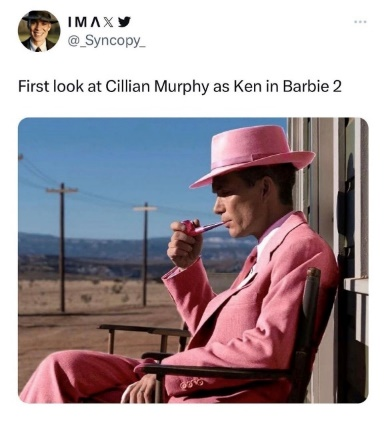 IMAX
@_Syncopy_
First look at Cillian Murphy as Ken in Barbie 2